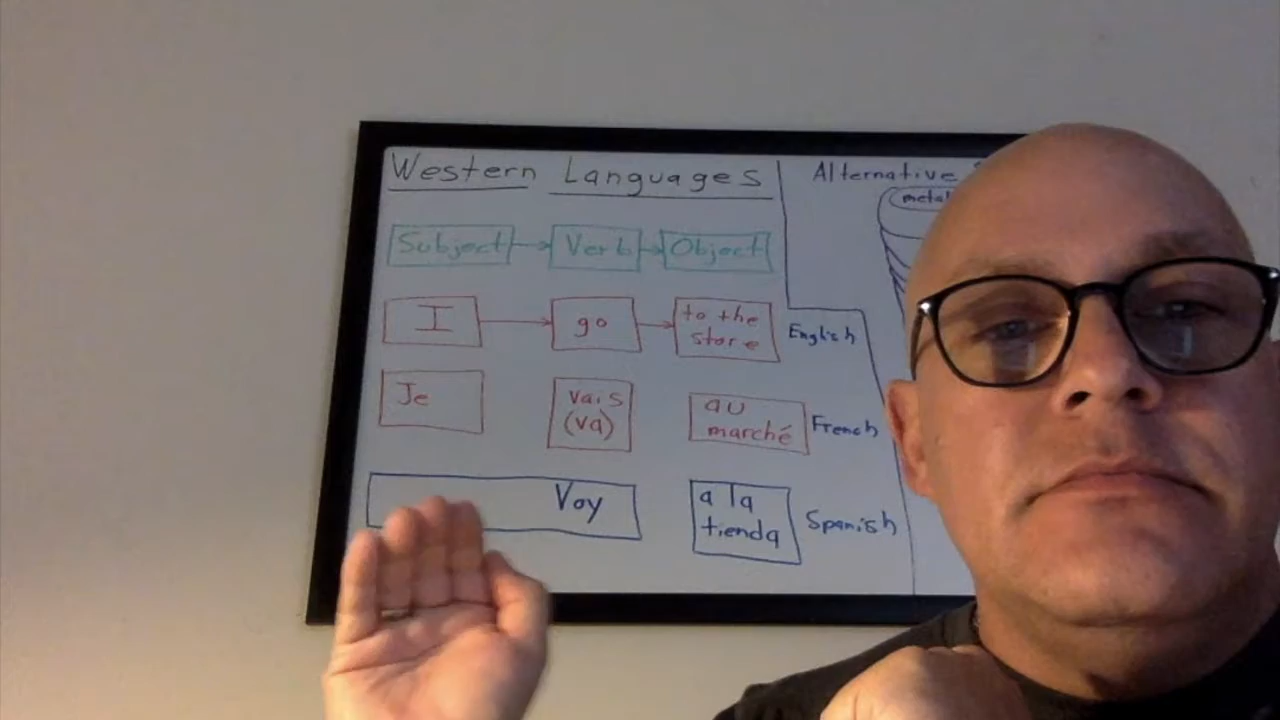 Western Languages
Alternative
metal
Subject Verb Object
I go to the
store
English
Je vais
(va)
au
marché
French
Voy a la
tienda
Spanish